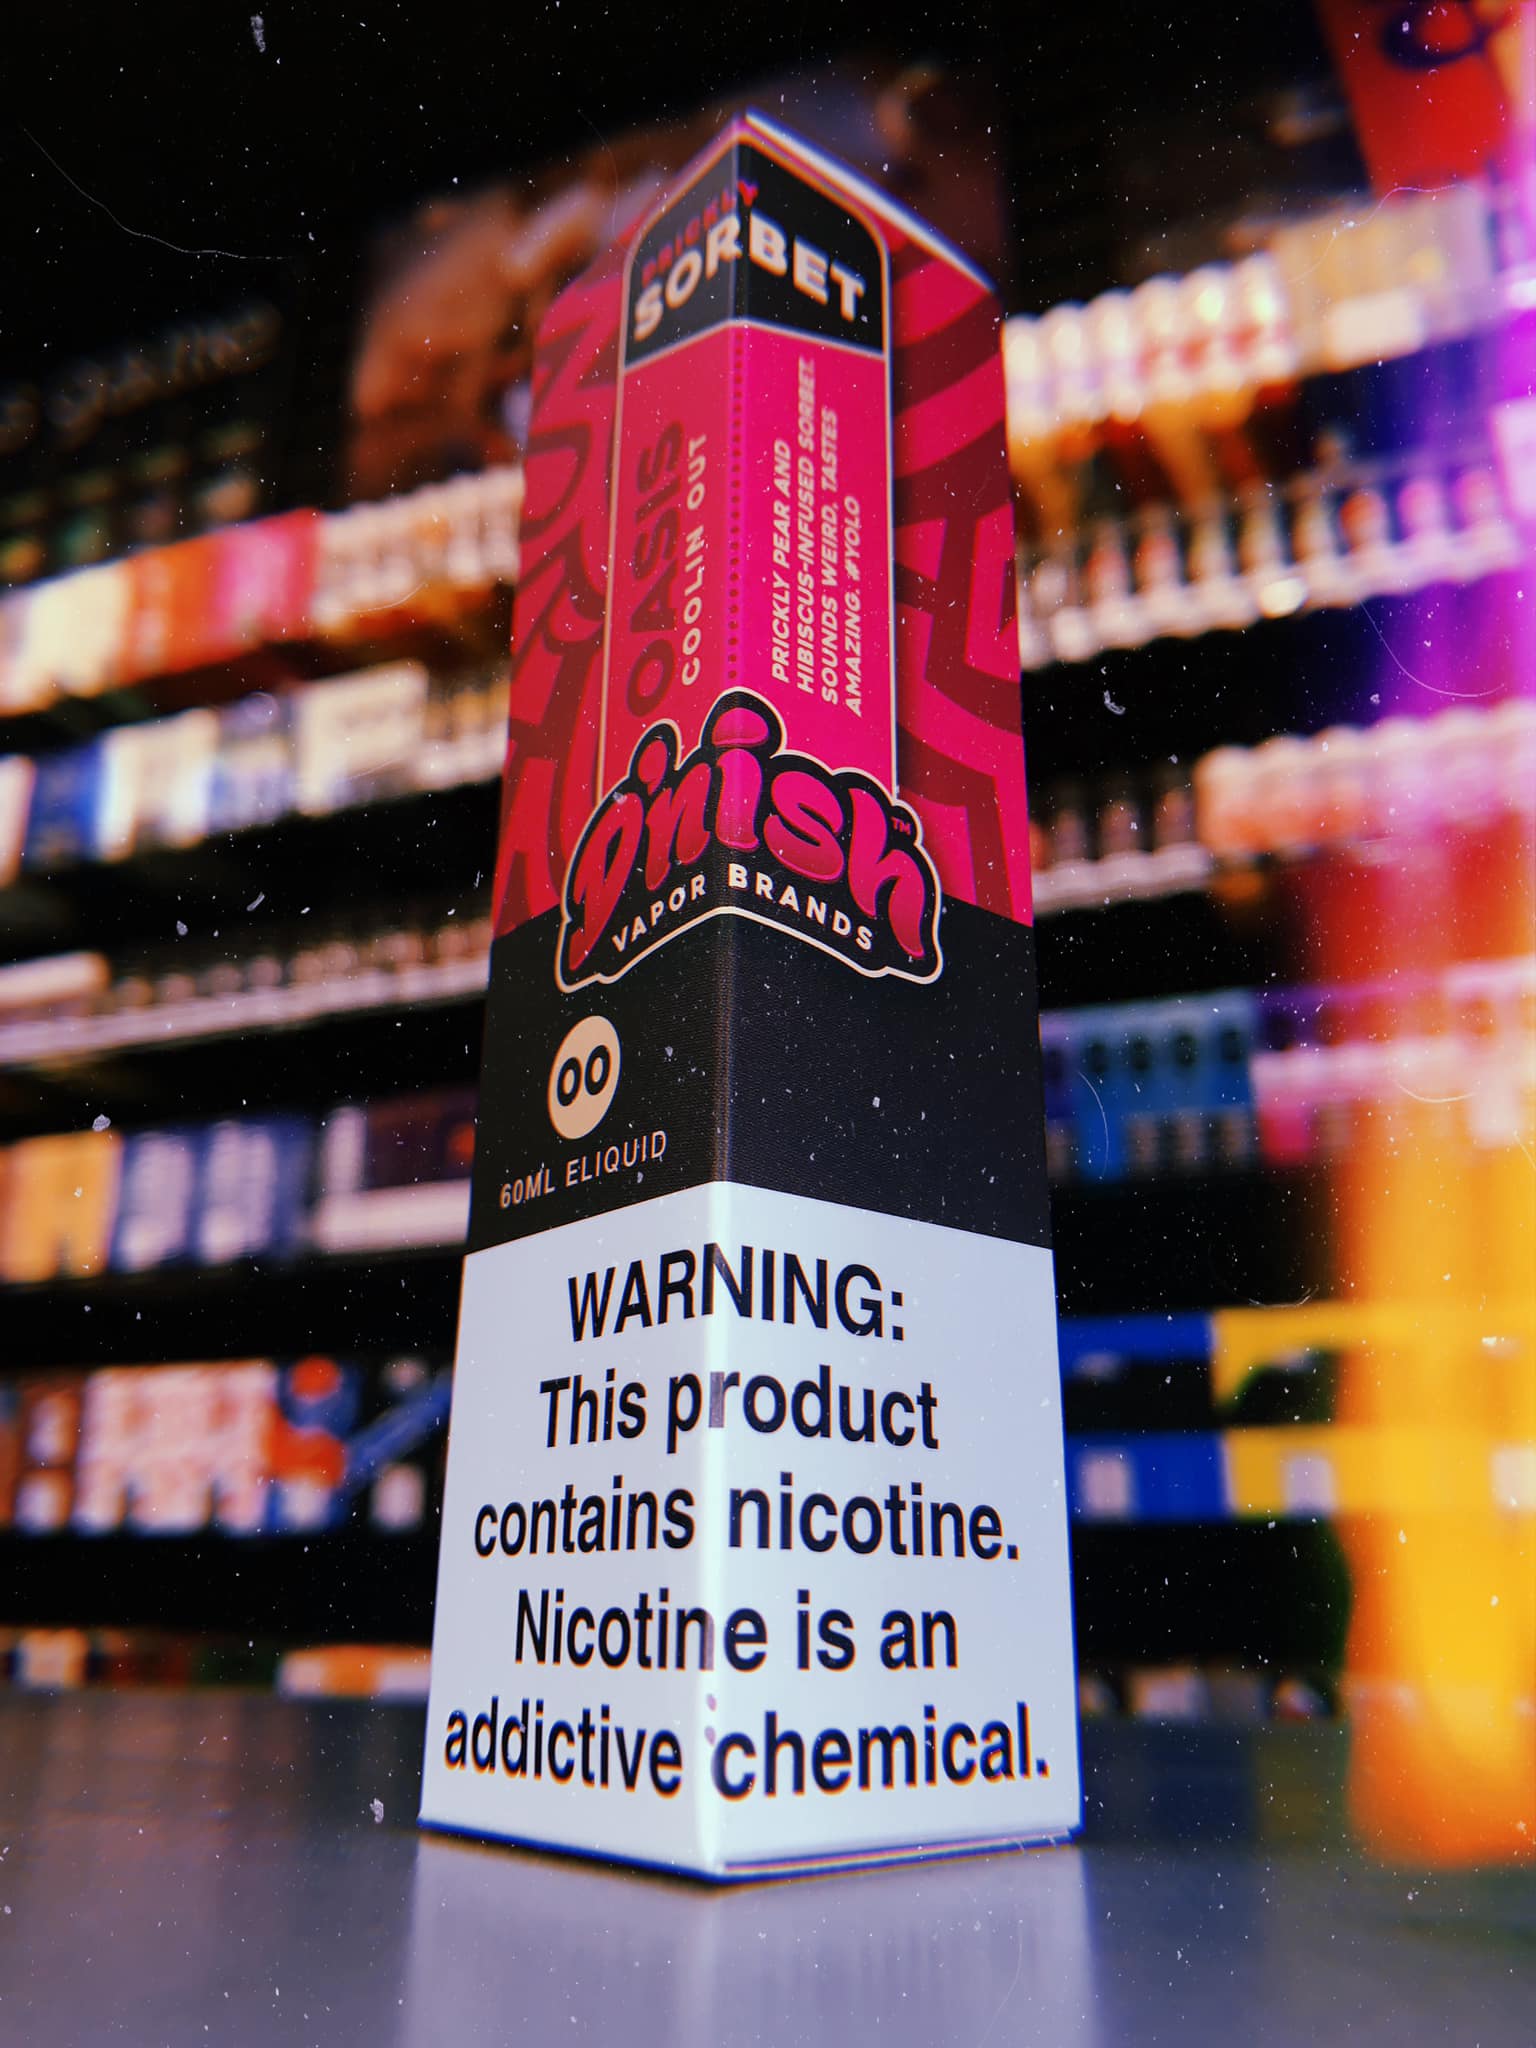 PRICKLY
SORBET
OASIS
COOLIN OUT
PRICKLY PEAR AND
HIBISCUS-INFUSED SORBET.
SOUNDS WEIRD, TASTES
AMAZING. #YOLO
D'nish™
VAPOR BRANDS
00
60ML ELIQUID
WARNING:
This product
contains nicotine.
Nicotine is an
addictive chemical.